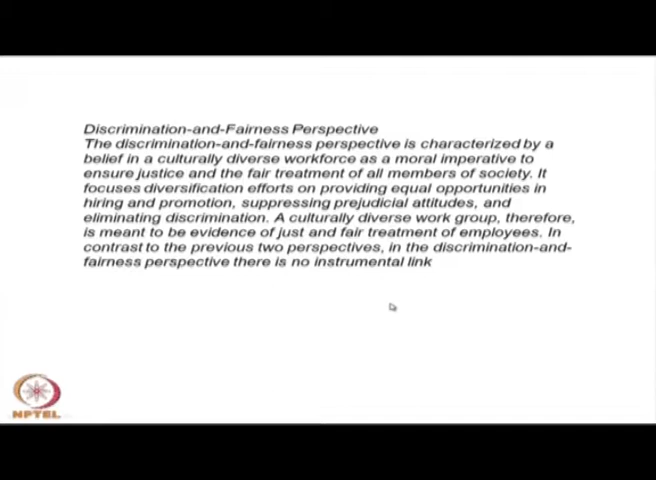 Discrimination-and-Fairness Perspective
The discrimination-and-fairness perspective is characterized by a
belief in a culturally diverse workforce as a moral imperative to
ensure justice and the fair treatment of all members of society. It
focuses diversification efforts on providing equal opportunities in
hiring and promotion, suppressing prejudicial attitudes, and
eliminating discrimination. A culturally diverse work group, therefore,
is meant to be evidence of just and fair treatment of employees. In
contrast to the previous two perspectives, in the discrimination-and-
fairness perspective there is no instrumental link
NPTEL